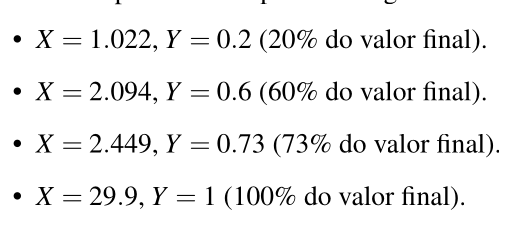 • X = 1.022, Y = 0.2 (20% do valor final).
• X = 2.094, Y = 0.6 (60% do valor final).
• X = 2.449, Y = 0.73 (73% do valor final).
• X = 29.9, Y = 1 (100% do valor final).